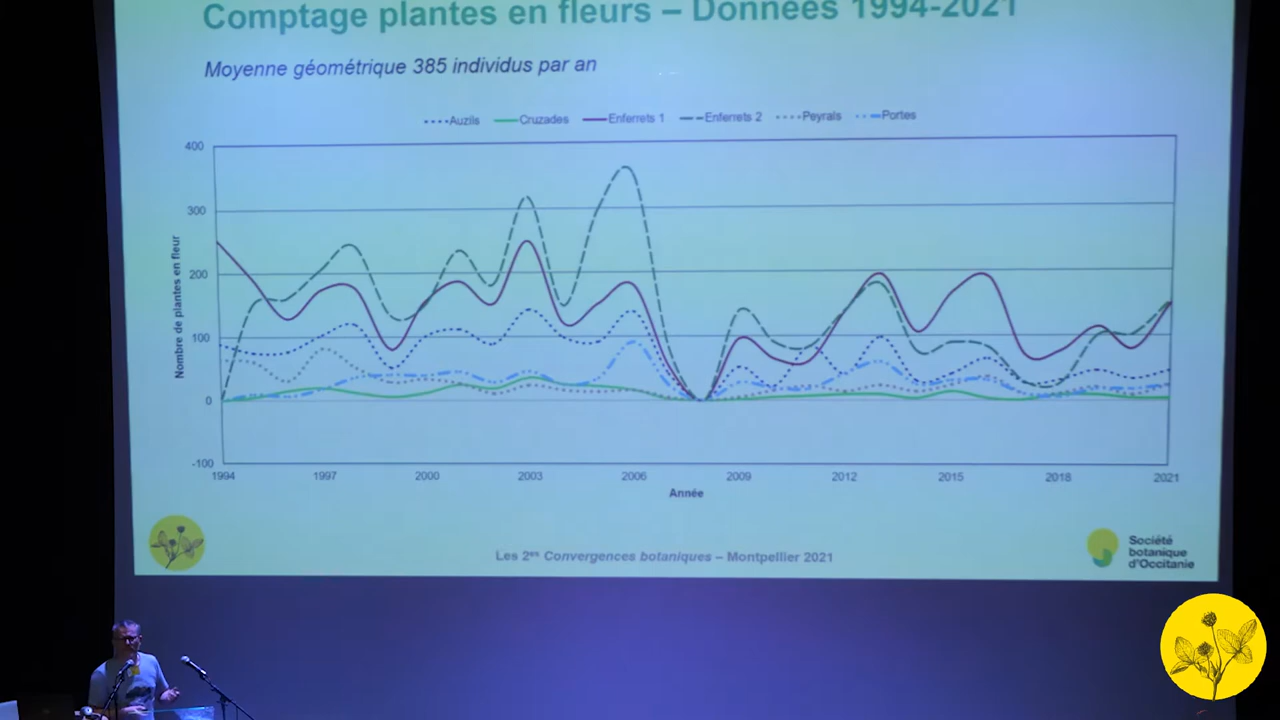 Comptage plantes en fleurs – Données 1994-2021
Moyenne géométrique 385 individus par an
Auzils Cruzades Enferrets 1 Enferrets 2 Peyrals Portes
400
300
200
100
0
-100
Nombre de plantes en fleur
1994 1997 2000 2003 2006 2009 2012 2015 2018 2021
Année
Les 2es Convergences botaniques – Montpellier 2021
Société
botanique
d'Occitanie